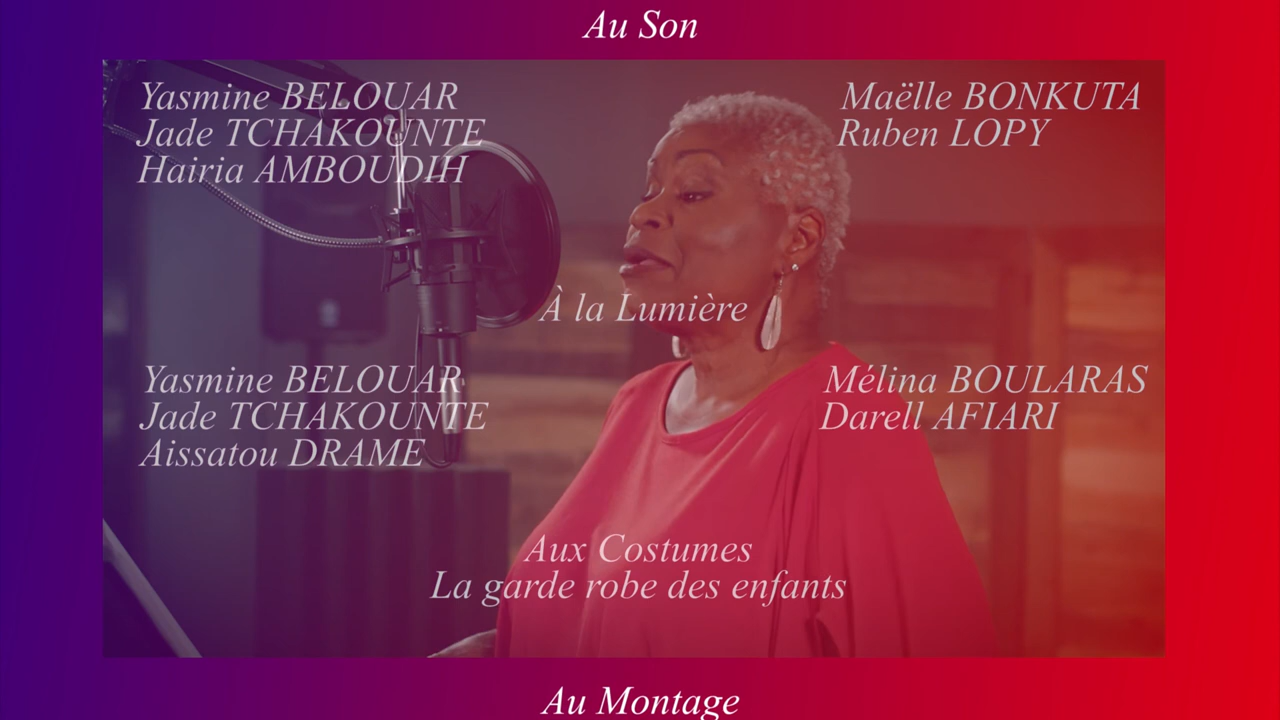 Au Son
Yasmine BELOUAR
Jade TCHAKOUNTE
Hairia AMBOUDIH
Maëlle BONKUTA
Ruben LOPY
À la Lumière
Yasmine BELOUAR
Jade TCHAKOUNTE
Aissatou DRAME
Mélina BOULARAS
Darell AFIARI
Aux Costumes
La garde robe des enfants
Au Montage